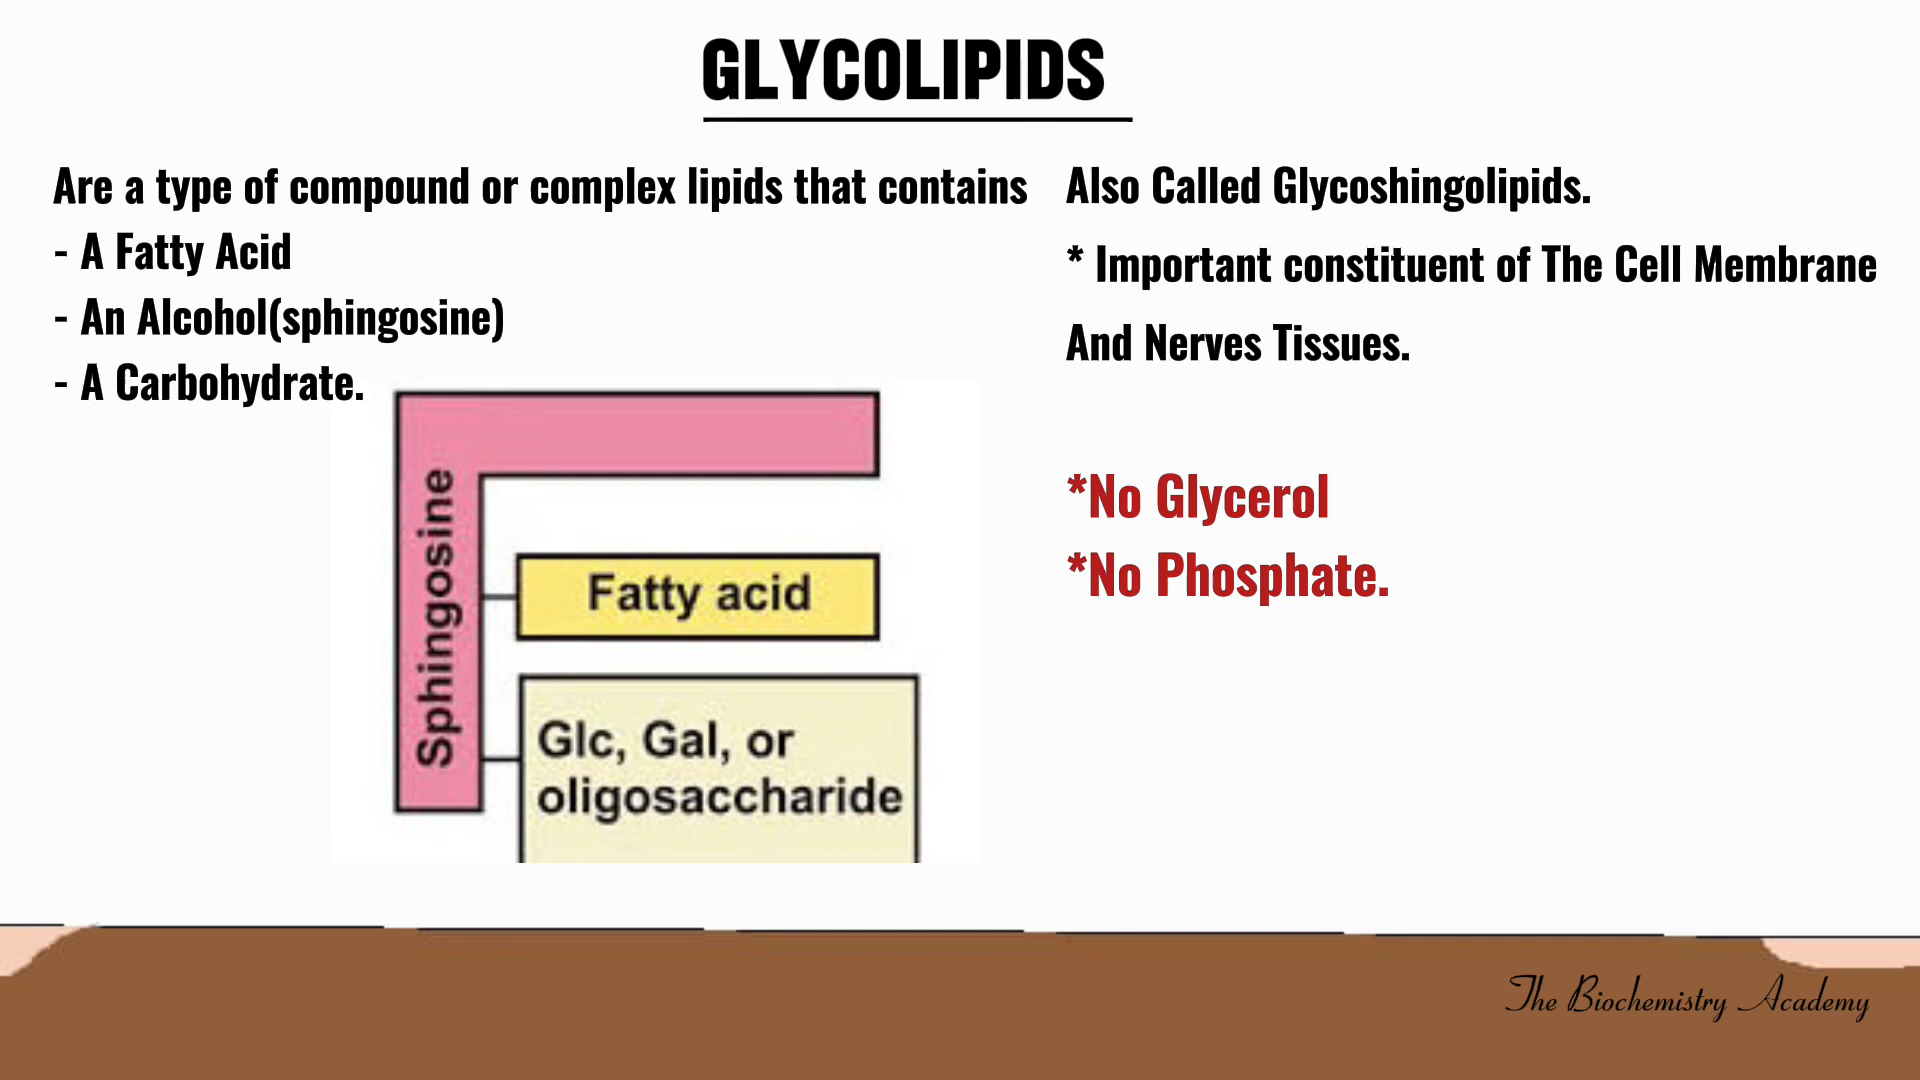 GLYCOLIPIDS
Are a type of compound or complex lipids that contains
- A Fatty Acid
- An Alcohol(sphingosine)
- A Carbohydrate.
Sphingosine
Fatty acid
Glc, Gal, or
oligosaccharide
Also Called Glycoshingolipids.
* Important constituent of The Cell Membrane
And Nerves Tissues.
*No Glycerol
*No Phosphate.
The Biochemistry Academy